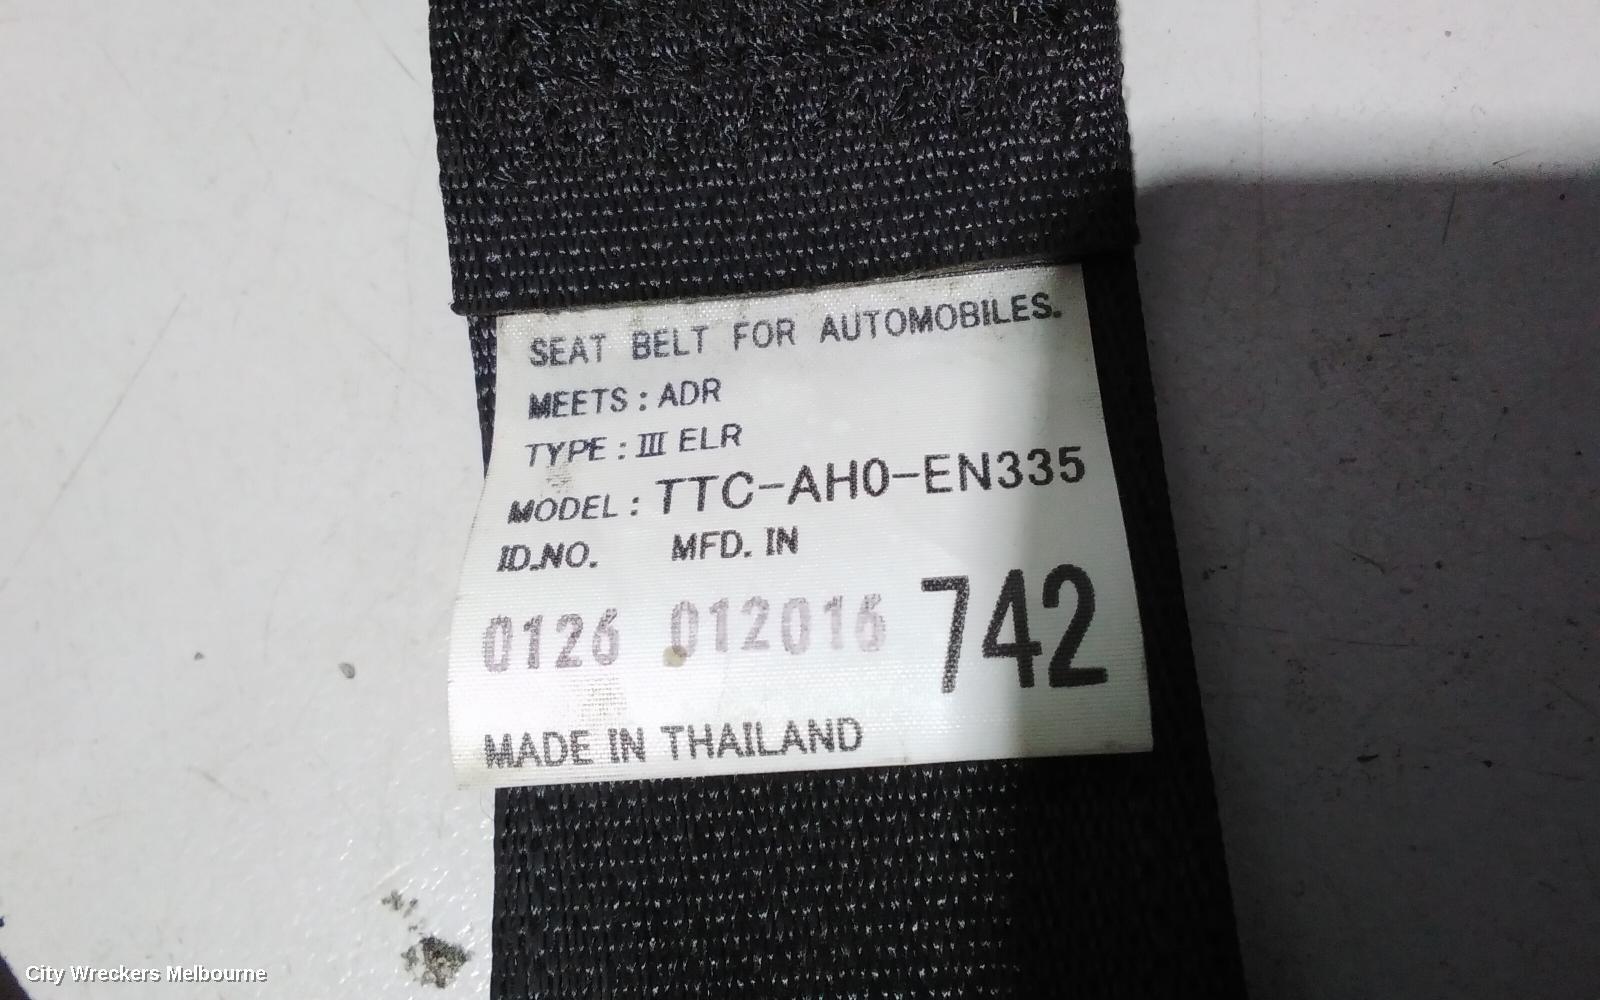 SEAT BELT FOR AUTOMOBILES.
MEETS : ADR
TYPE : III ELR
MODEL : TTC-AH0-EN335
ID.NO. MFD. IN
0126 012016 742
MADE IN THAILAND
City Wreckers Melbourne